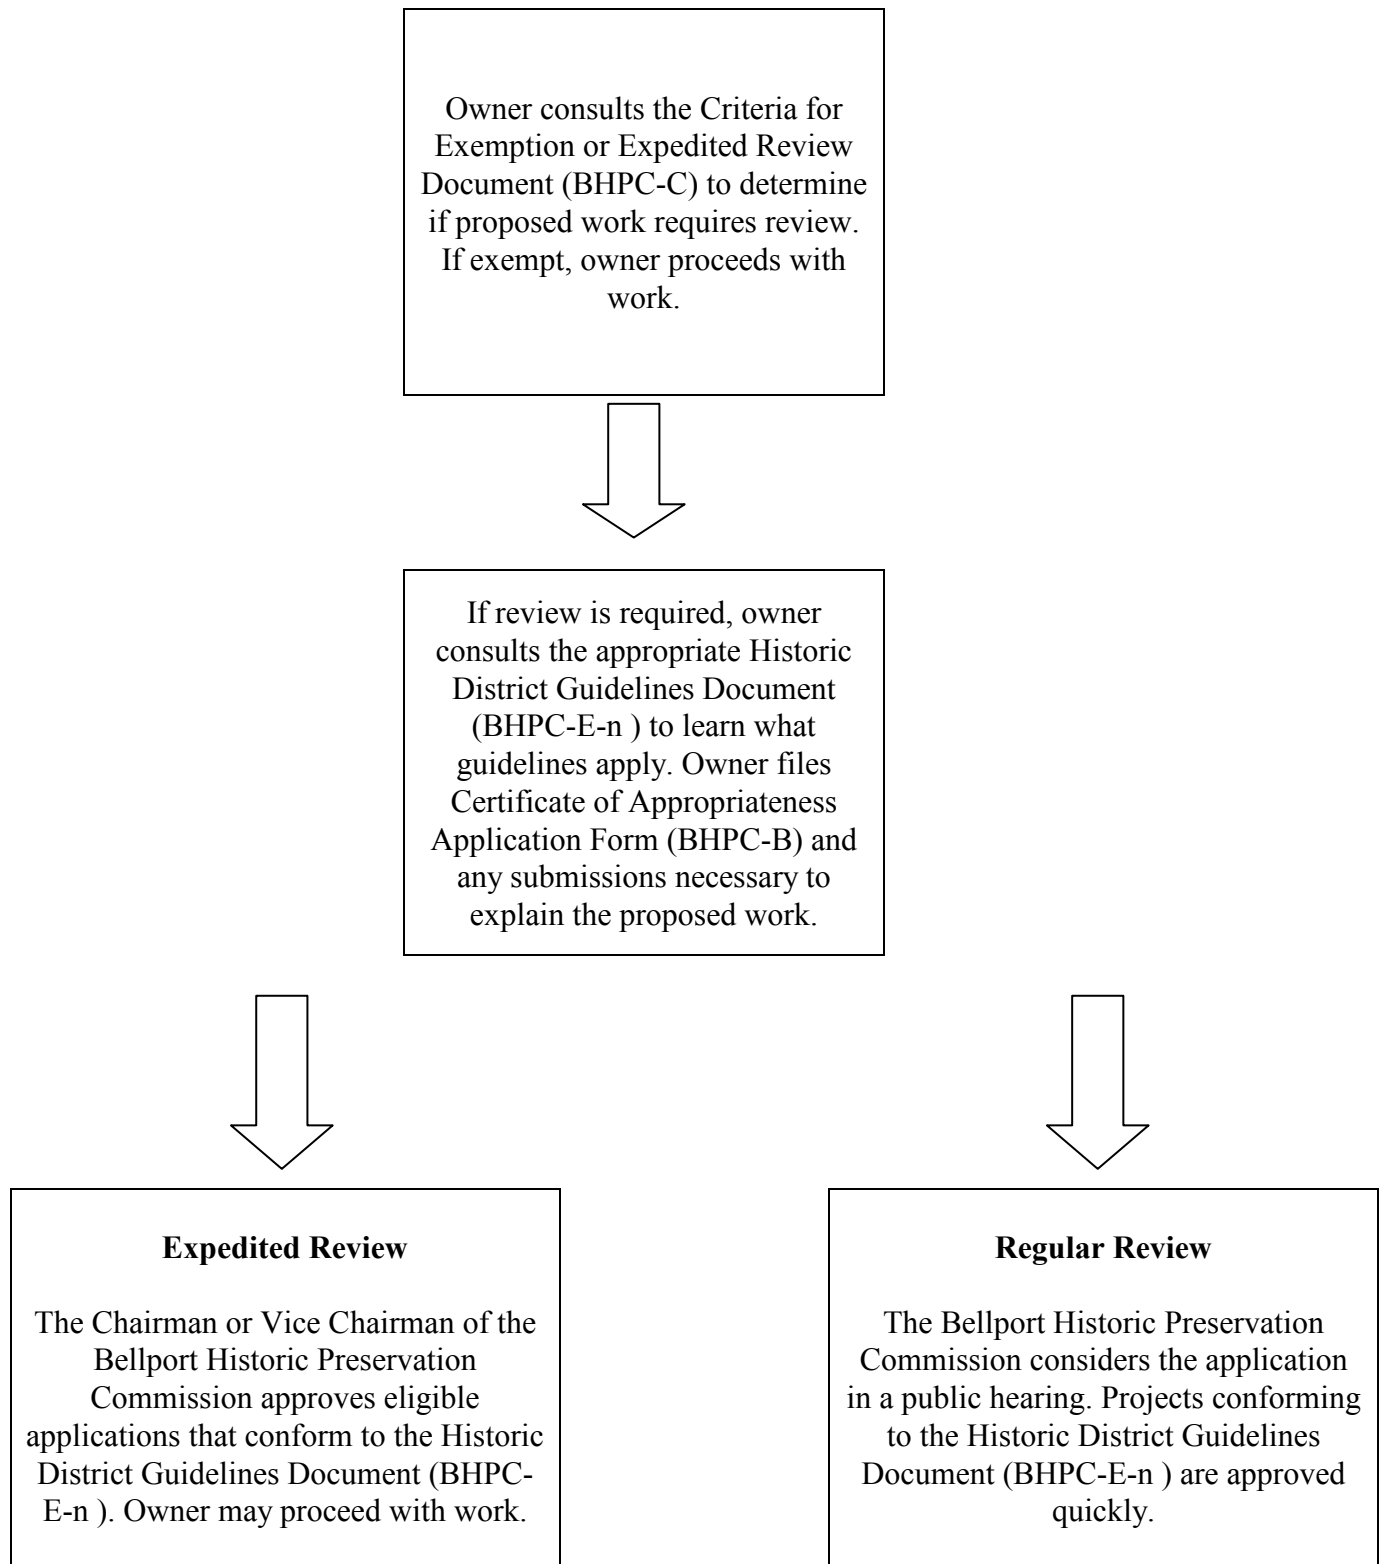 Owner consults the Criteria for
Exemption or Expedited Review
Document (BHPC-C) to determine
if proposed work requires review.
If exempt, owner proceeds with
work.
If review is required, owner
consults the appropriate Historic
District Guidelines Document
(BHPC-E-n ) to learn what
guidelines apply. Owner files
Certificate of Appropriateness
Application Form (BHPC-B) and
any submissions necessary to
explain the proposed work.
Expedited Review
The Chairman or Vice Chairman of the
Bellport Historic Preservation
Commission approves eligible
applications that conform to the Historic
District Guidelines Document (BHPC-
E-n ). Owner may proceed with work.
Regular Review
The Bellport Historic Preservation
Commission considers the application
in a public hearing. Projects conforming
to the Historic District Guidelines
Document (BHPC-E-n ) are approved
quickly.